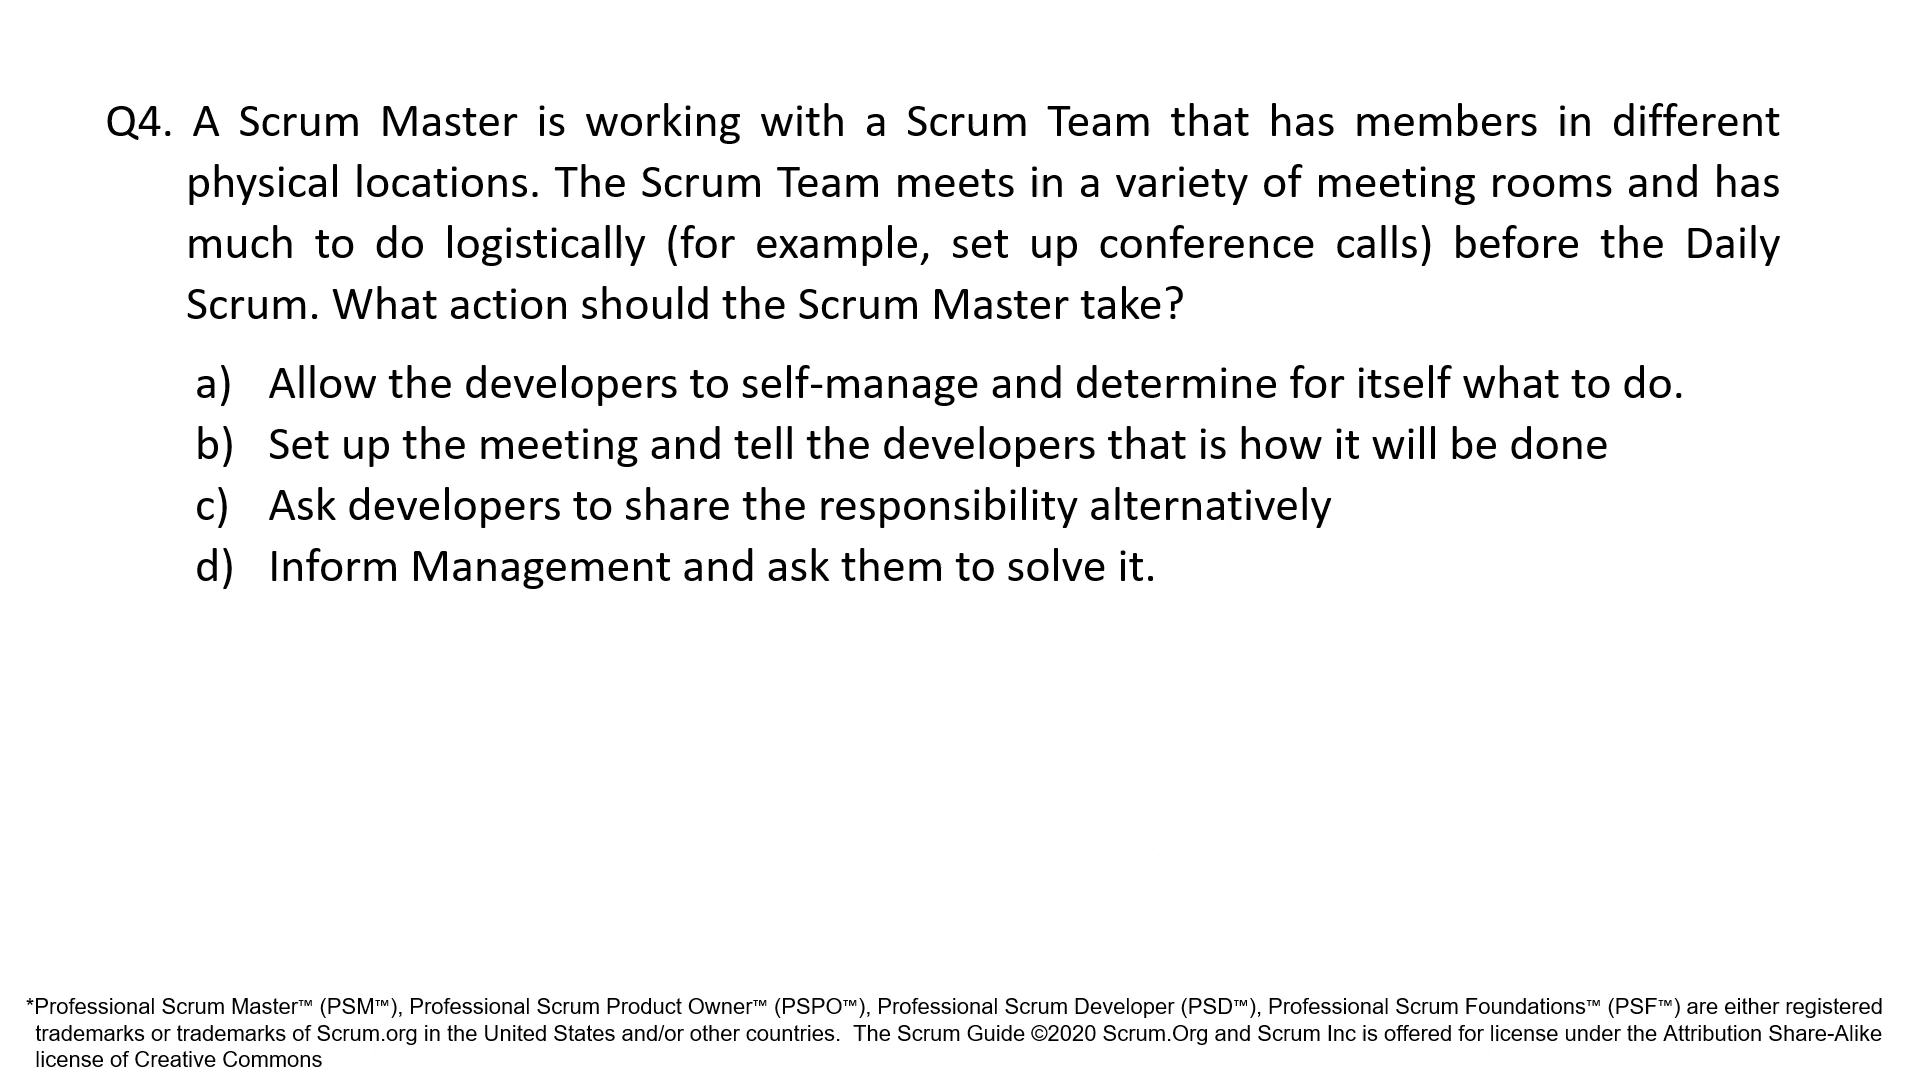 Q4. A Scrum Master is working with a Scrum Team that has members in different
physical locations. The Scrum Team meets in a variety of meeting rooms and has
much to do logistically (for example, set up conference calls) before the Daily
Scrum. What action should the Scrum Master take?
a) Allow the developers to self-manage and determine for itself what to do.
b) Set up the meeting and tell the developers that is how it will be done
c) Ask developers to share the responsibility alternatively
d) Inform Management and ask them to solve it.
*Professional Scrum Master™ (PSM™), Professional Scrum Product Owner™ (PSPO™), Professional Scrum Developer (PSD™), Professional Scrum Foundations™ (PSF™) are either registered
trademarks or trademarks of Scrum.org in the United States and/or other countries. The Scrum Guide ©2020 Scrum.Org and Scrum Inc is offered for license under the Attribution Share-Alike
license of Creative Commons